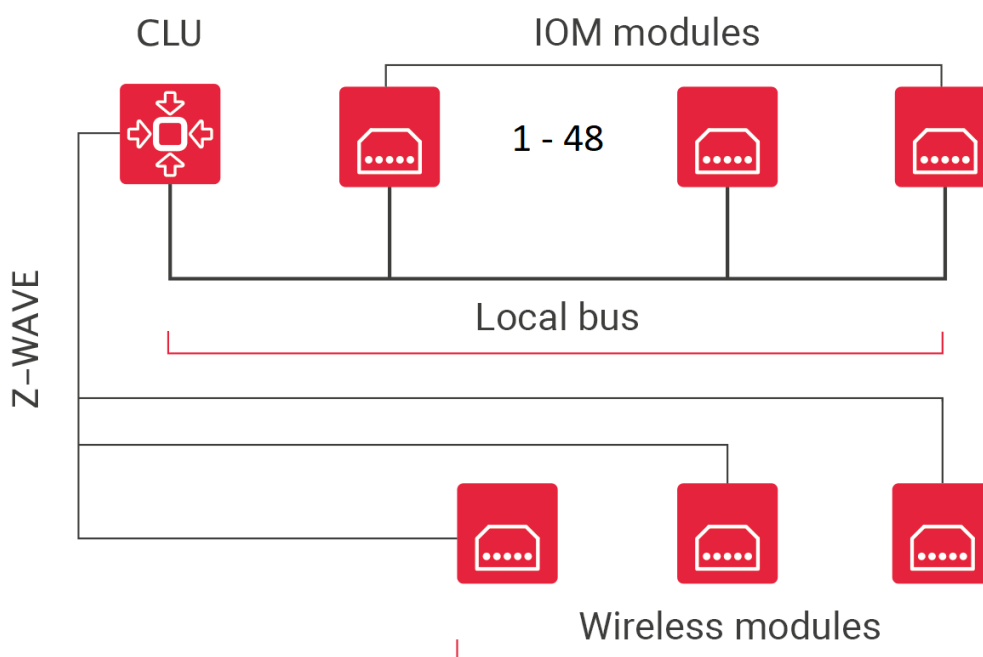 CLU
IOM modules
1 - 48
Local bus
Z-WAVE
Wireless modules